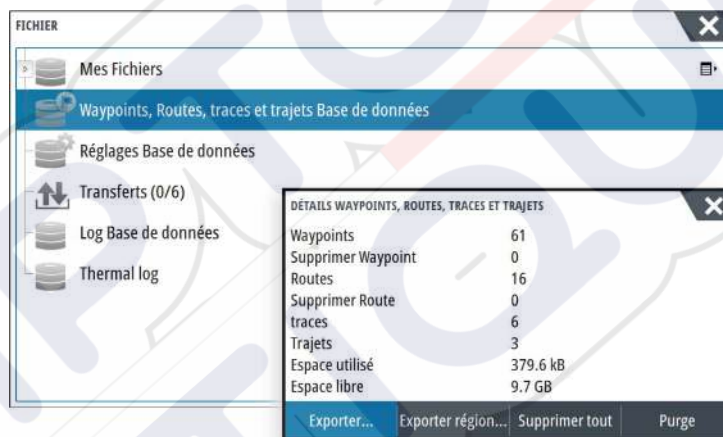 FICHIER
Mes Fichiers
Waypoints, Routes, traces et trajets Base de données
Réglages Base de données
Transferts (0/6)
Log Base de données
Thermal log
DÉTAILS WAYPOINTS, ROUTES, TRACES ET TRAJETS
Waypoints 61
Supprimer Waypoint 0
Routes 16
Supprimer Route 0
traces 6
Trajets 3
Espace utilisé 379.6 kB
Espace libre 9.7 GB
Exporter... Exporter région... Supprimer tout Purge